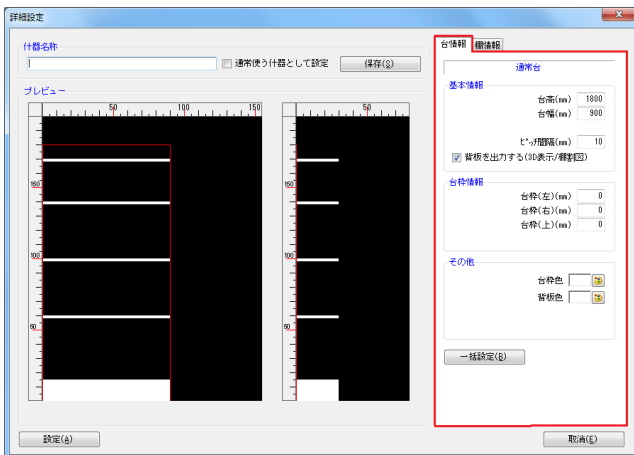 詳細設定
什器名称
通常使う什器として設定
保存(S)
プレビュー
50
100
150
50
150
100
50
150
100
50
台情報
棚情報
通常台
基本情報
台高(mm) 1800
台幅(mm) 900
ピッチ間隔(mm) 10
背板を出力する(3D表示/棚割図)
台枠情報
台枠(左)(mm) 0
台枠(右)(mm) 0
台枠(上)(mm) 0
その他
台枠色
背板色
一括設定(B)
設定(A)
取消(E)